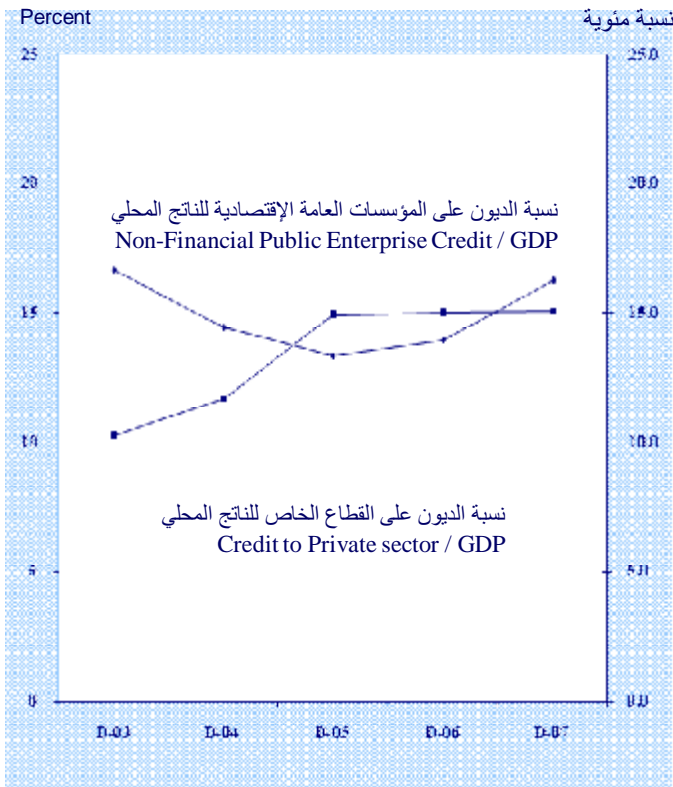 Percent نسبة مئوية
25 25.0
20 20.0
نسبة الديون على المؤسسات العامة الإقتصادية للناتج المحلي
Non-Financial Public Enterprise Credit / GDP
15 15.0
10 10.0
نسبة الديون على القطاع الخاص للناتج المحلي
Credit to Private sector / GDP
5 5.0
0 0.0
D-03 D-04 D-05 D-06 D-07